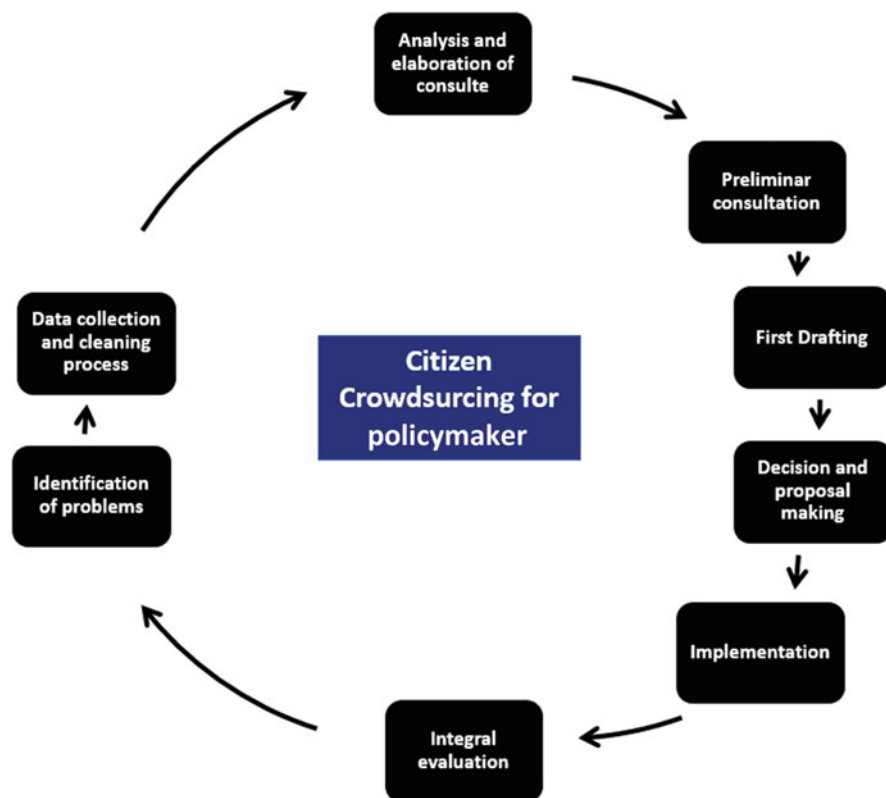 Analysis and
elaboration of
consulte
Preliminar
consultation
First Drafting
Decision and
proposal
making
Implementation
Integral
evaluation
Identification
of problems
Data collection
and cleaning
process
Citizen
Crowdsurcing for
policymaker